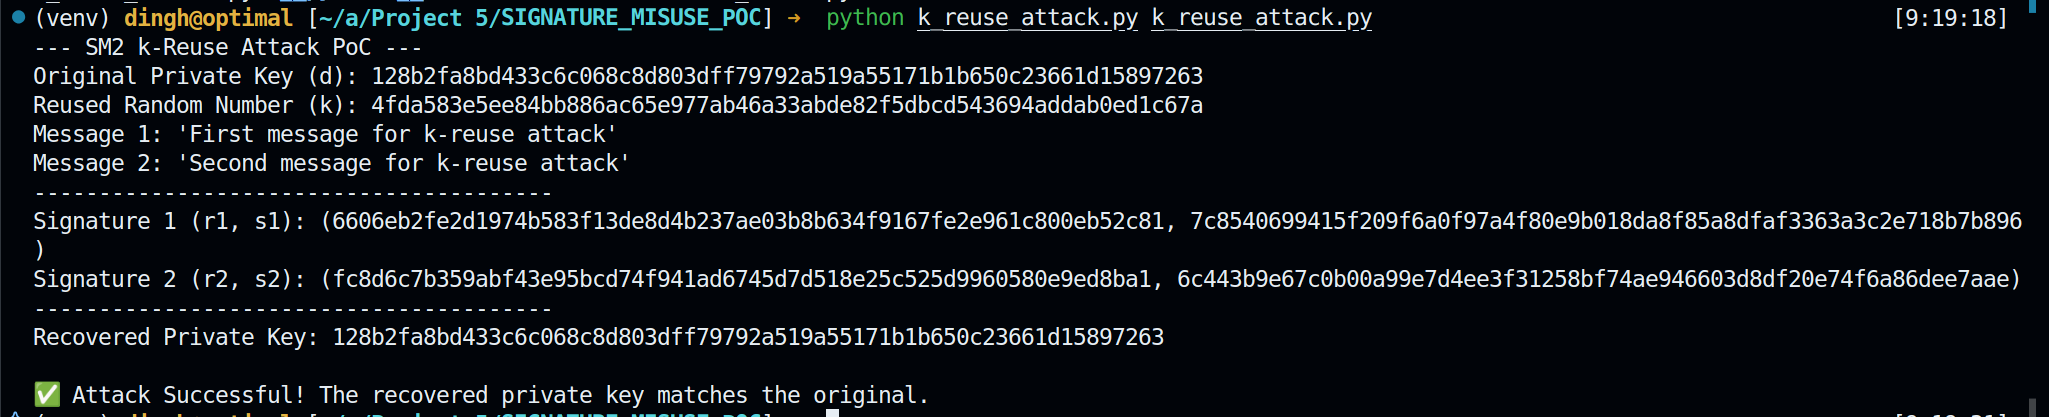 (venv) dingh@optimal [~/a/Project 5/SIGNATURE_MISUSE_POC] → python k_reuse_attack.py k_reuse_attack.py [9:19:18]
--- SM2 k-Reuse Attack PoC ---
Original Private Key (d): 128b2fa8bd433c6c068c8d803dff79792a519a55171b1b650c23661d15897263
Reused Random Number (k): 4fda583e5ee84bb886ac65e977ab46a33abde82f5dbcd543694addab0ed1c67a
Message 1: 'First message for k-reuse attack'
Message 2: 'Second message for k-reuse attack'
----------------------------------------
Signature 1 (r1, s1): (6606eb2fe2d1974b583f13de8d4b237ae03b8b634f9167fe2e961c800eb52c81, 7c8540699415f209f6a0f97a4f80e9b018da8f85a8dfaf3363a3c2e718b7b896
)
Signature 2 (r2, s2): (fc8d6c7b359abf43e95bcd74f941ad6745d7d518e25c525d9960580e9ed8ba1, 6c443b9e67c0b00a99e7d4ee3f31258bf74ae946603d8df20e74f6a86dee7aae)
----------------------------------------
Recovered Private Key: 128b2fa8bd433c6c068c8d803dff79792a519a55171b1b650c23661d15897263
✅ Attack Successful! The recovered private key matches the original.